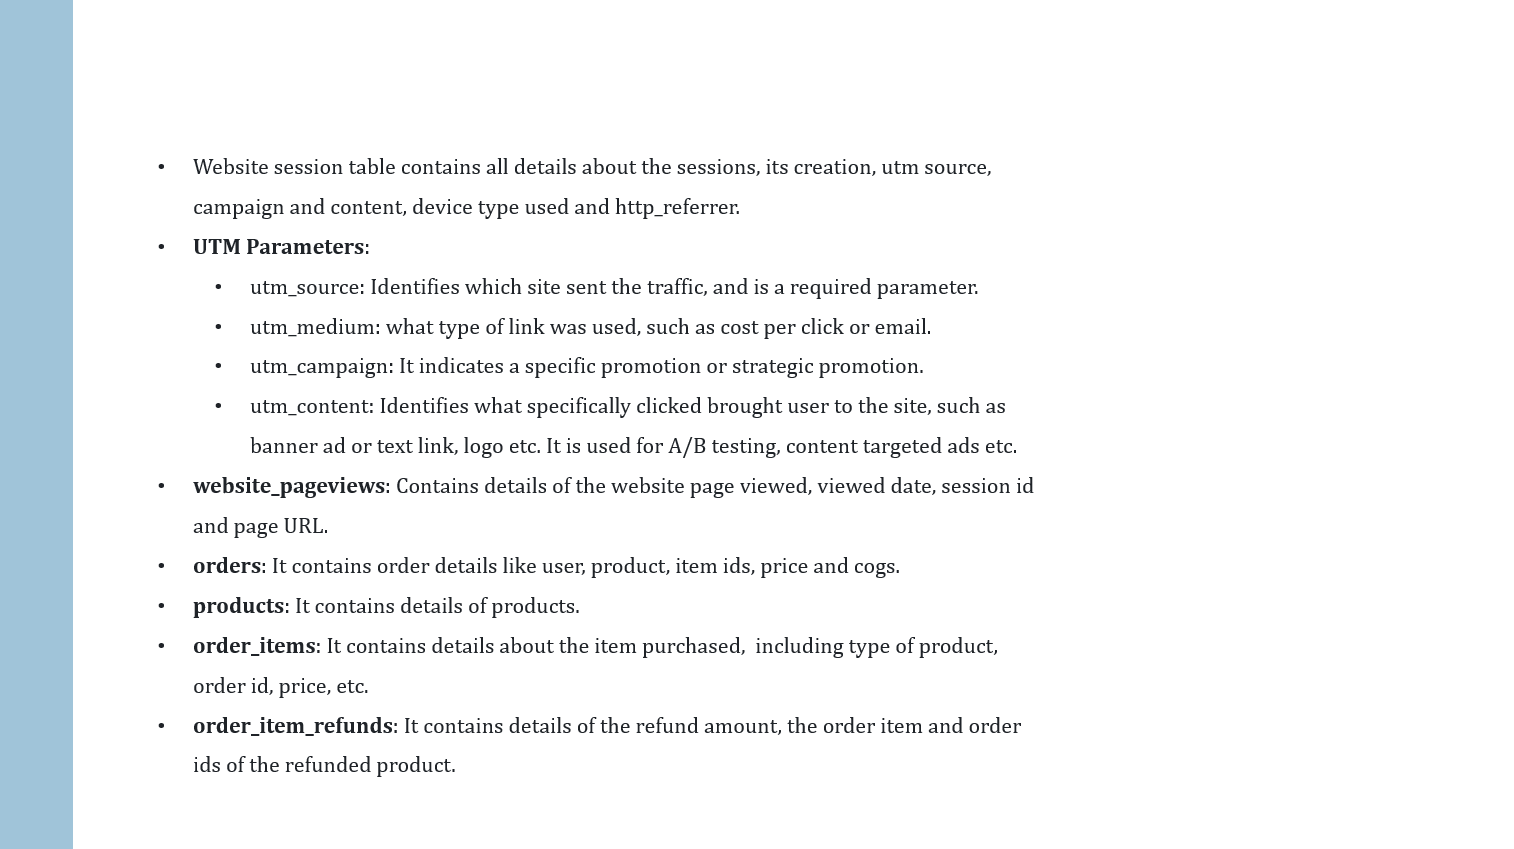 • Website session table contains all details about the sessions, its creation, utm source,
campaign and content, device type used and http_referrer.
• UTM Parameters:
• utm_source: Identifies which site sent the traffic, and is a required parameter.
• utm_medium: what type of link was used, such as cost per click or email.
• utm_campaign: It indicates a specific promotion or strategic promotion.
• utm_content: Identifies what specifically clicked brought user to the site, such as
banner ad or text link, logo etc. It is used for A/B testing, content targeted ads etc.
• website_pageviews: Contains details of the website page viewed, viewed date, session id
and page URL.
• orders: It contains order details like user, product, item ids, price and cogs.
• products: It contains details of products.
• order_items: It contains details about the item purchased,  including type of product,
order id, price, etc.
• order_item_refunds: It contains details of the refund amount, the order item and order
ids of the refunded product.